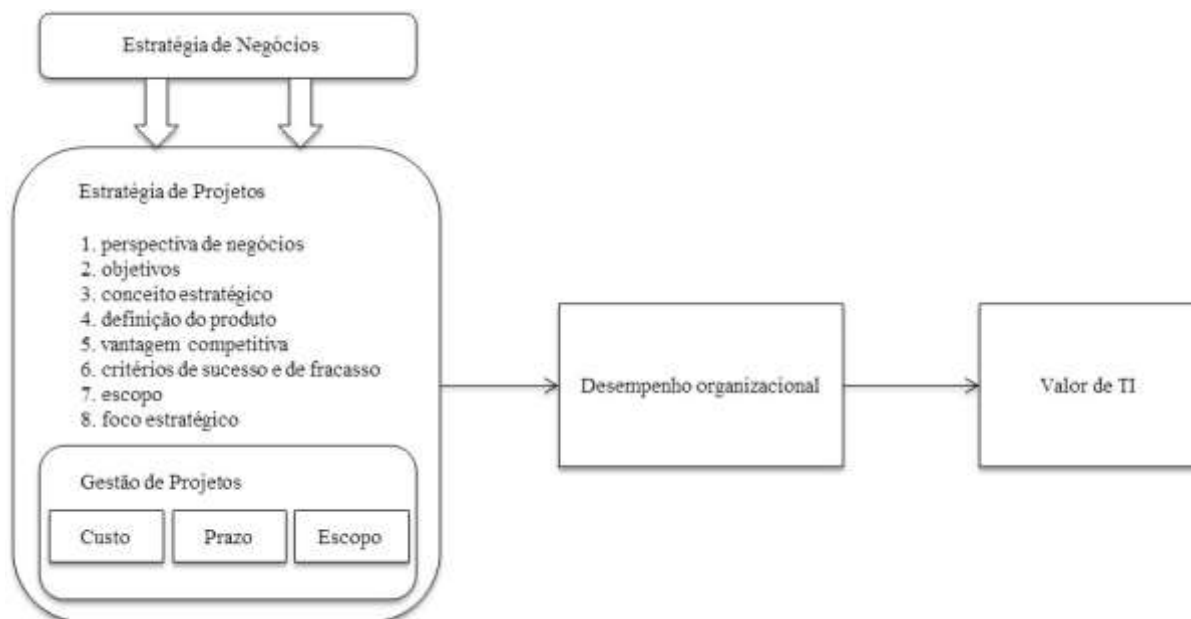 Estratégia de Negócios
Estratégia de Projetos
1. perspectiva de negócios
2. objetivos
3. conceito estratégico
4. definição do produto
5. vantagem competitiva
6. critérios de sucesso e de fracasso
7. escopo
8. foco estratégico
Gestão de Projetos
Custo
Prazo
Escopo
Desempenho organizacional
Valor de TI